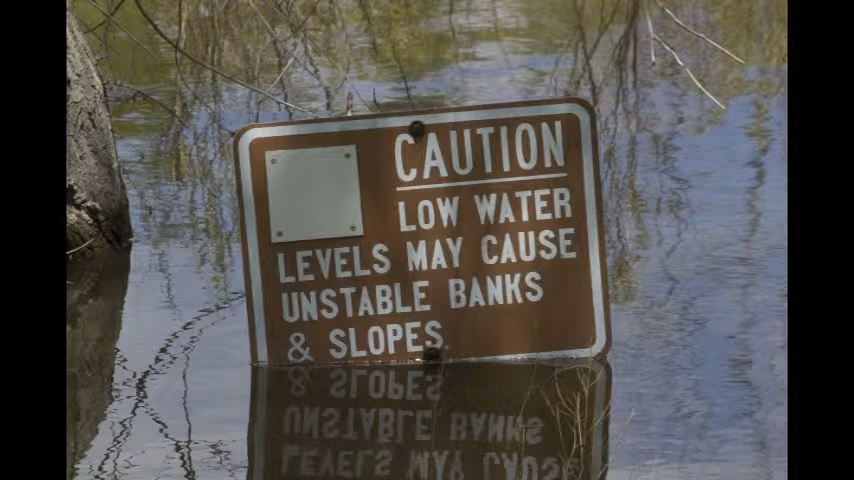 CAUTION
LOW WATER
LEVELS MAY CAUSE
UNSTABLE BANKS
& SLOPES.